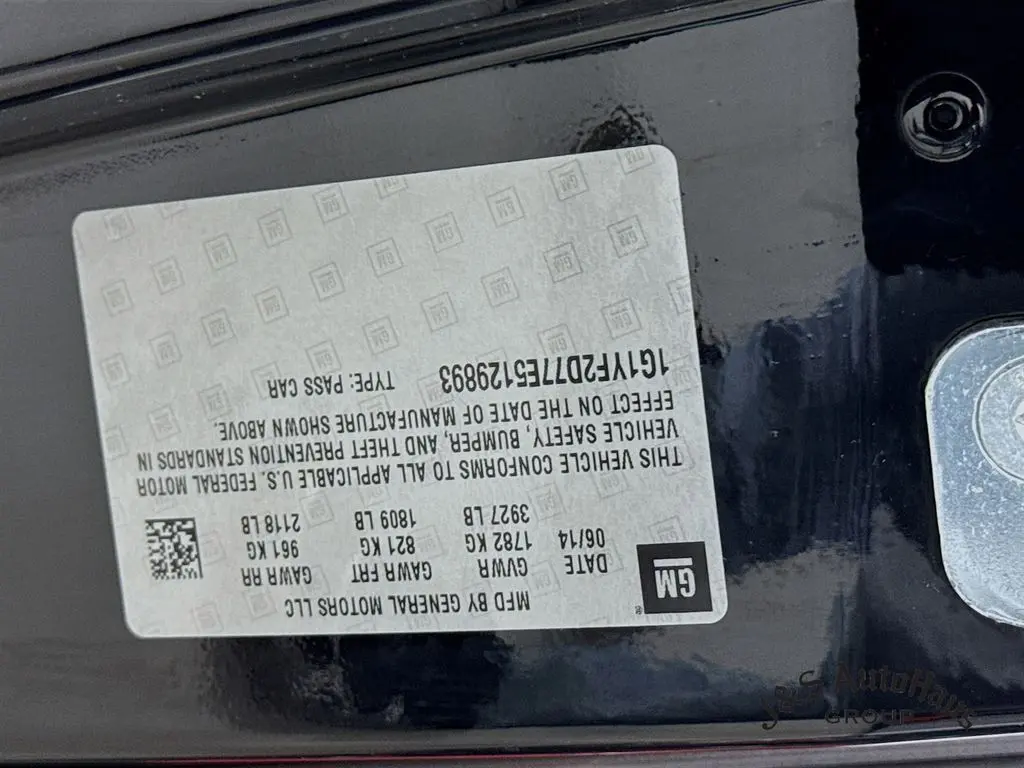 GM
®
MFD BY GENERAL MOTORS LLC
DATE GVWR GAWR FRT GAWR RR
06/14 1782 KG 821 KG 961 KG
3927 LB 1809 LB 2118 LB
THIS VEHICLE CONFORMS TO ALL APPLICABLE U.S. FEDERAL MOTOR
VEHICLE SAFETY, BUMPER, AND THEFT PREVENTION STANDARDS IN
EFFECT ON THE DATE OF MANUFACTURE SHOWN ABOVE.
1G1YF2D77E5129893 TYPE: PASS CAR
AutoHaus
GROUP